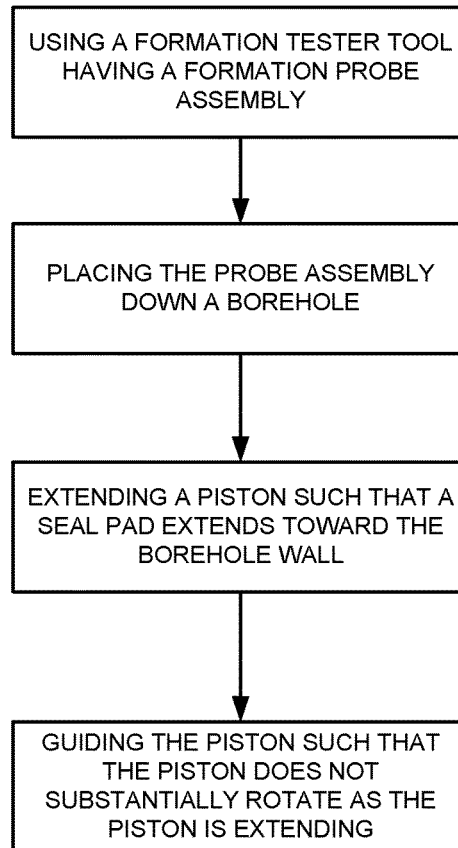 USING A FORMATION TESTER TOOL
HAVING A FORMATION PROBE
ASSEMBLY
PLACING THE PROBE ASSEMBLY
DOWN A BOREHOLE
EXTENDING A PISTON SUCH THAT A
SEAL PAD EXTENDS TOWARD THE
BOREHOLE WALL
GUIDING THE PISTON SUCH THAT
THE PISTON DOES NOT
SUBSTANTIALLY ROTATE AS THE
PISTON IS EXTENDING